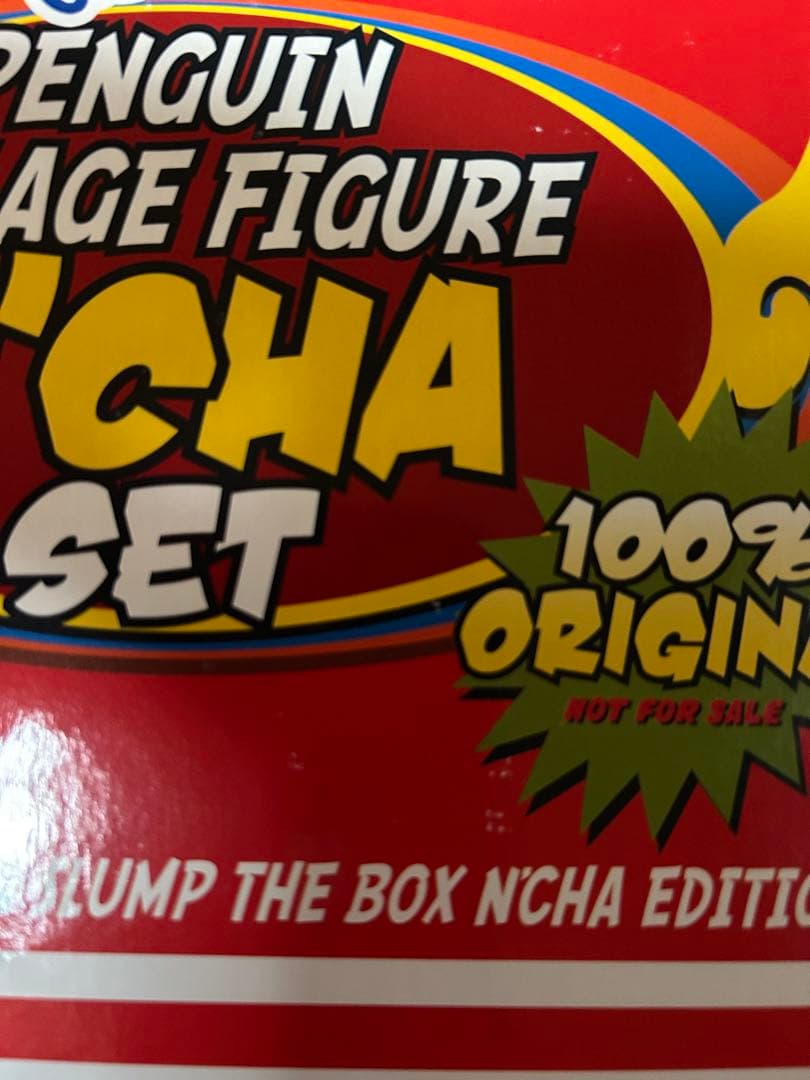 PENGUIN
AGE FIGURE
'CHA
SET
100%
ORIGIN
NOT FOR SALE
SLUMP THE BOX N'CHA EDITIO